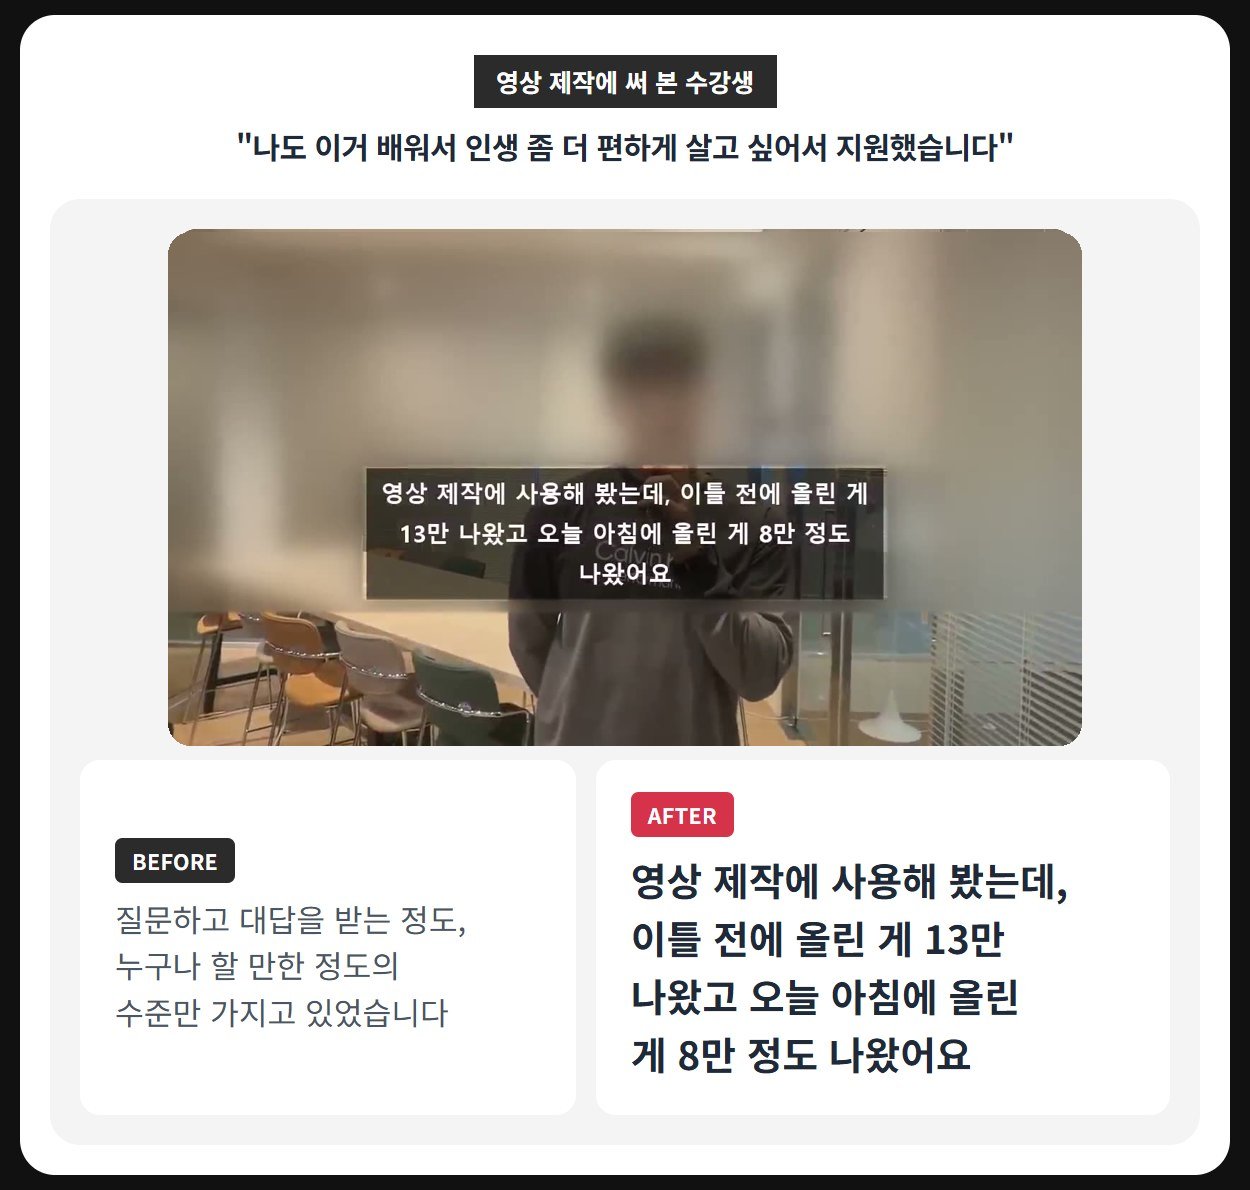 영상 제작에 써 본 수강생
"나도 이거 배워서 인생 좀 더 편하게 살고 싶어서 지원했습니다"
영상 제작에 사용해 봤는데, 이틀 전에 올린 게
13만 나왔고 오늘 아침에 올린 게 8만 정도
나왔어요
BEFORE
질문하고 대답을 받는 정도,
누구나 할 만한 정도의
수준만 가지고 있었습니다
AFTER
영상 제작에 사용해 봤는데,
이틀 전에 올린 게 13만
나왔고 오늘 아침에 올린
게 8만 정도 나왔어요